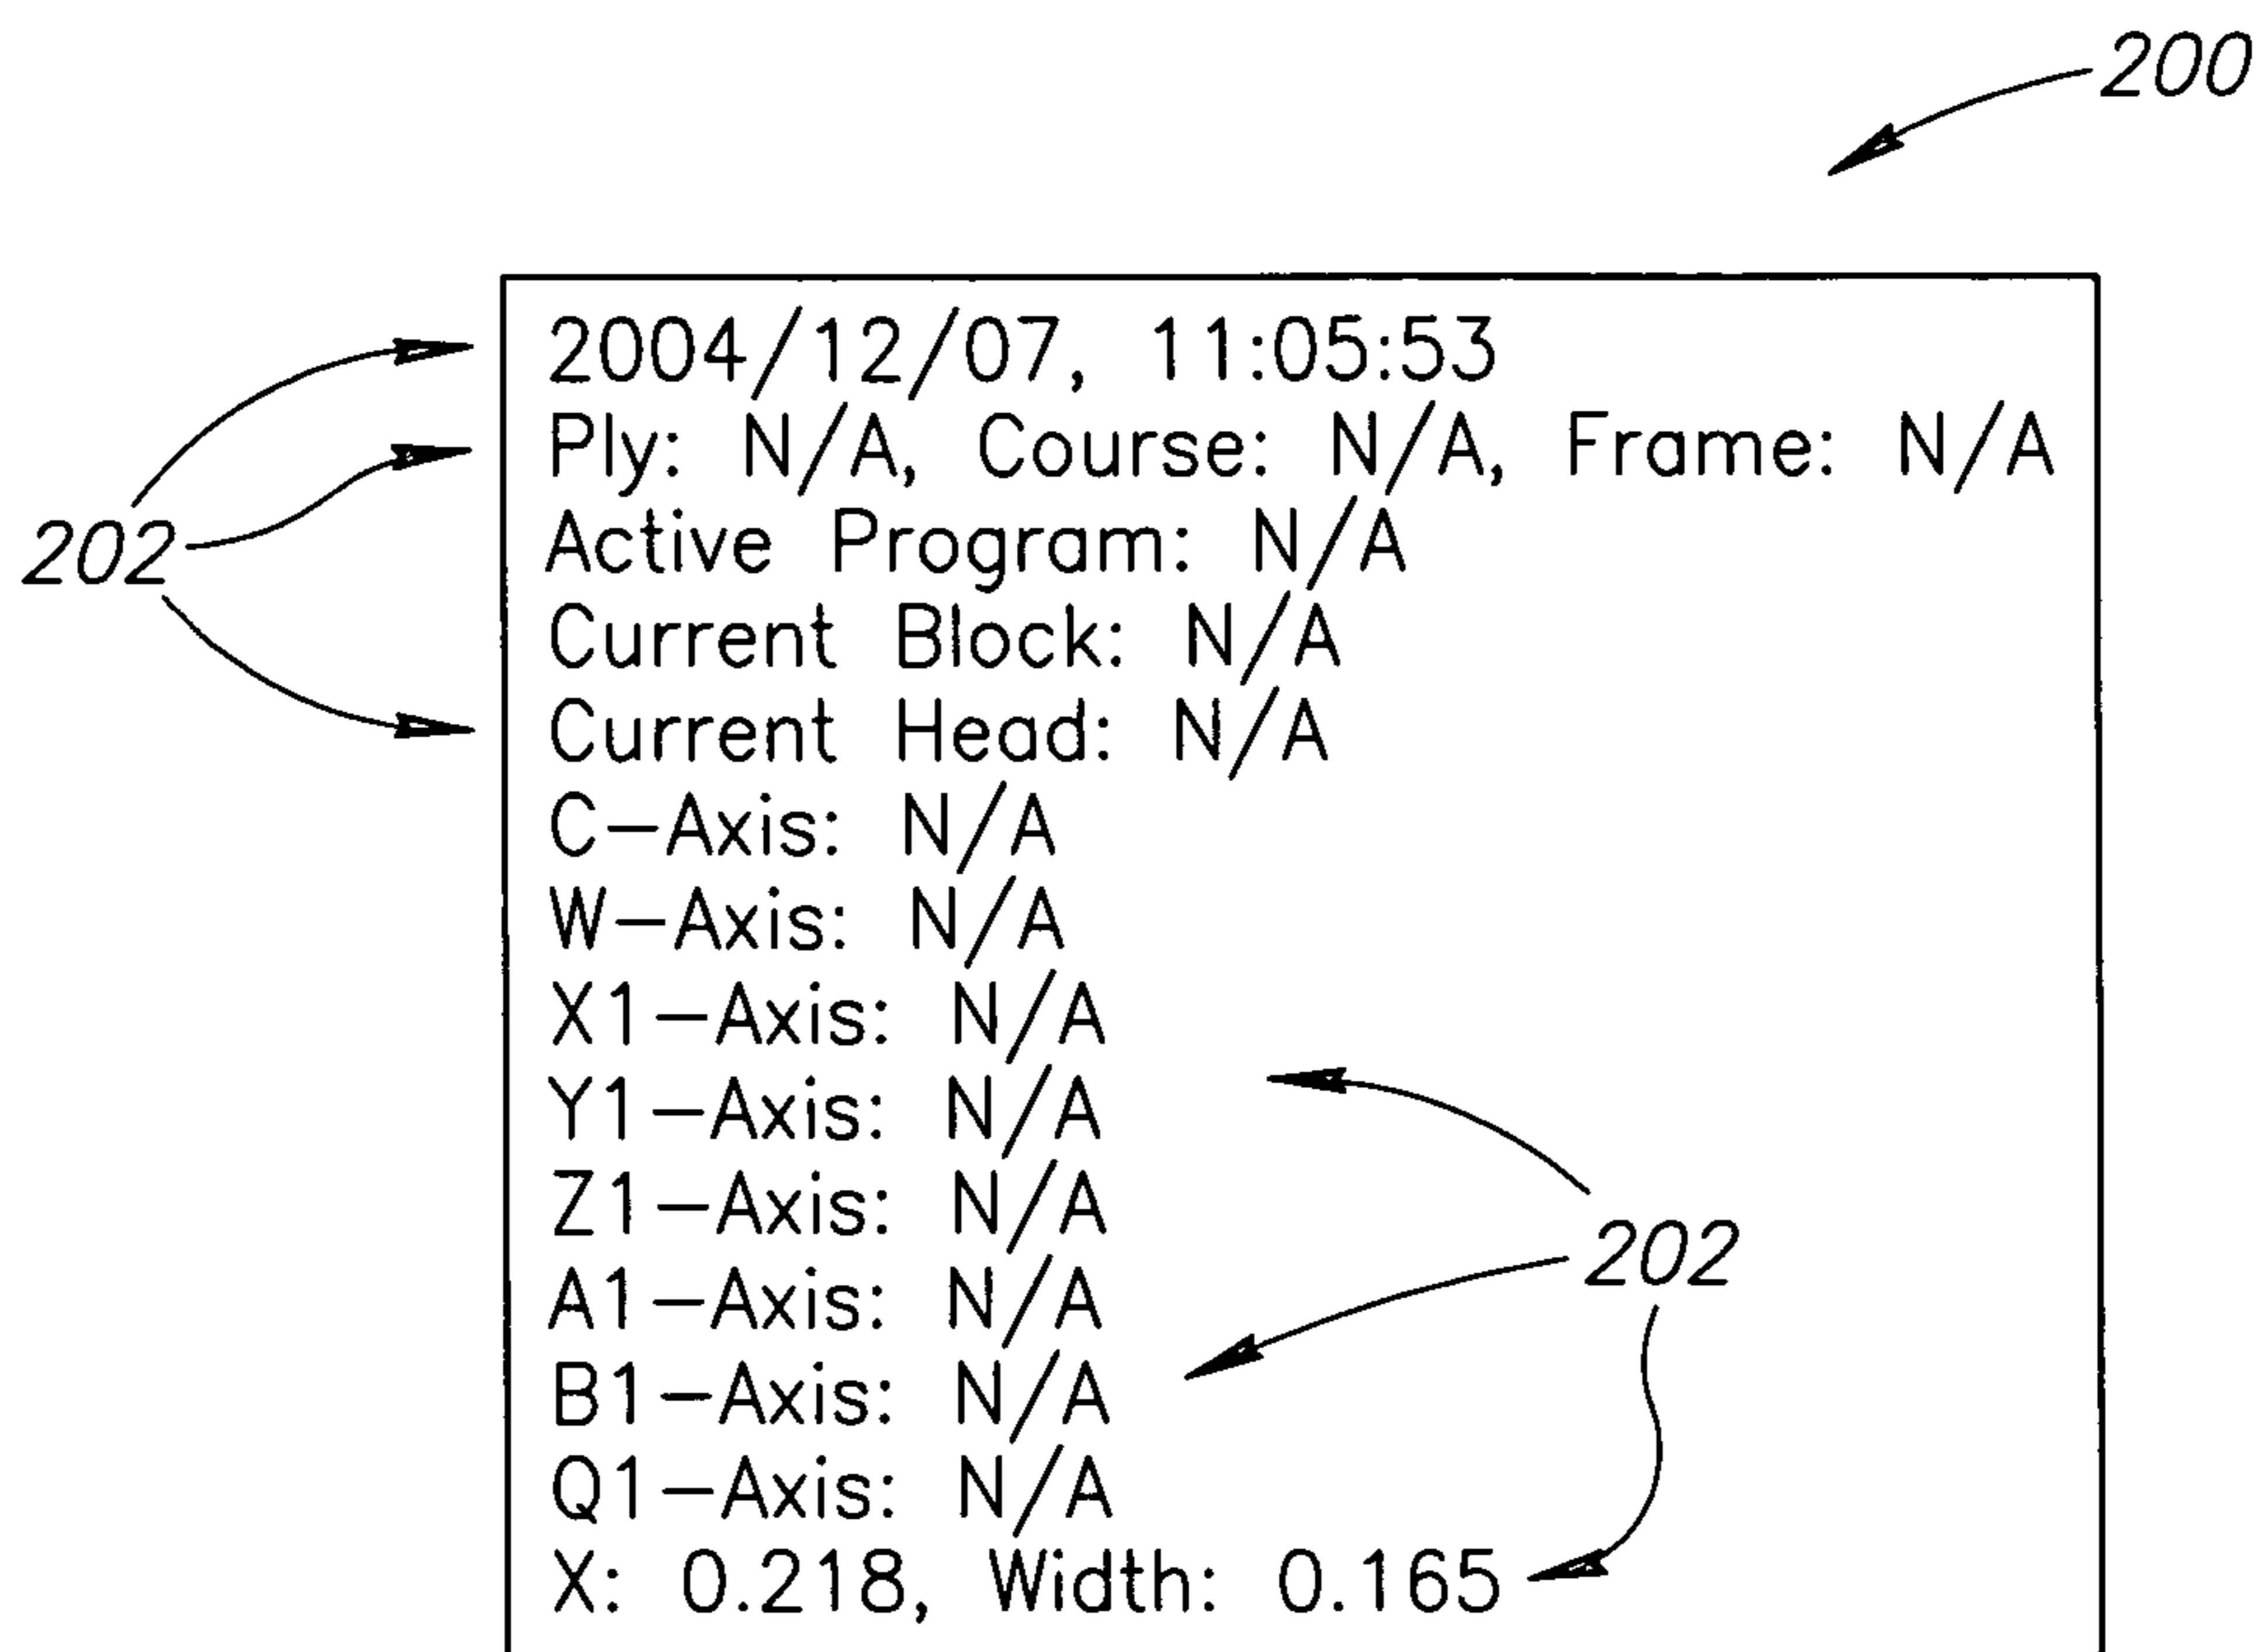 200
2004/12/07, 11:05:53
Ply: N/A, Course: N/A, Frame: N/A
202
Active Program: N/A
Current Block: N/A
Current Head: N/A
C-Axis: N/A
W-Axis: N/A
X1-Axis: N/A
Y1-Axis: N/A
Z1-Axis: N/A
202
A1-Axis: N/A
B1-Axis: N/A
Q1-Axis: N/A
X: 0.218, Width: 0.165